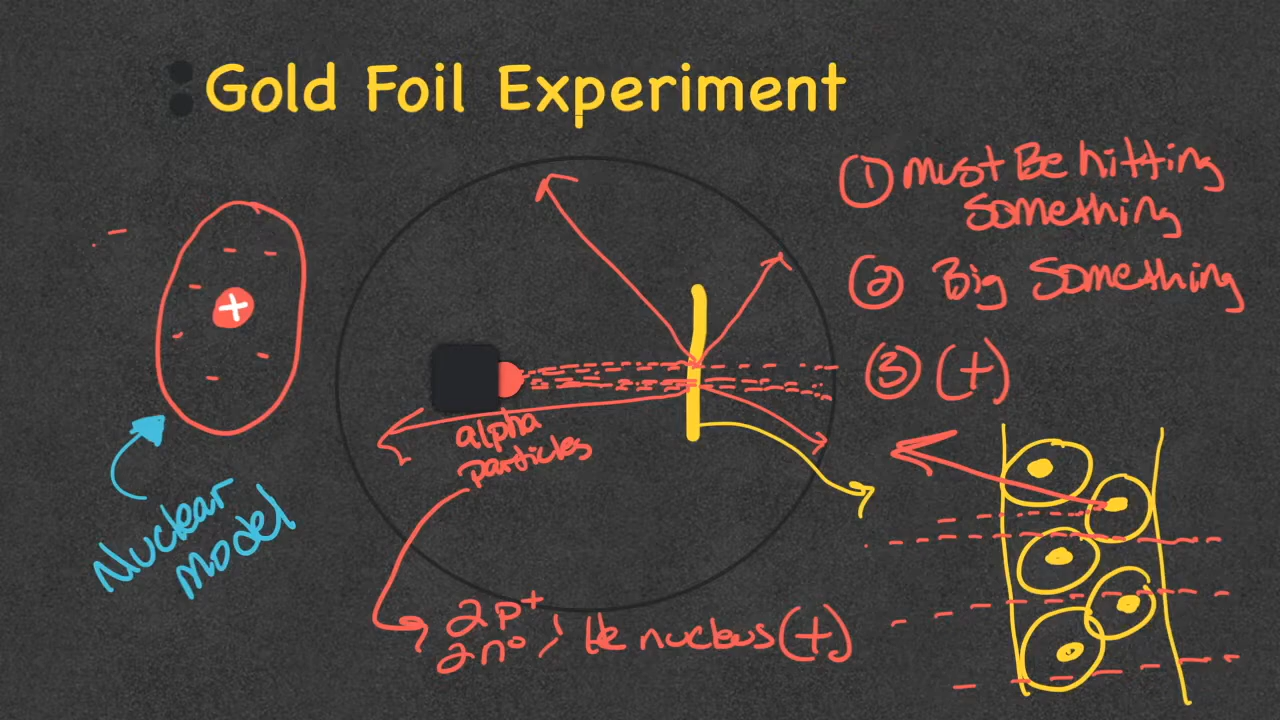 Gold Foil Experiment
① must Be hitting
something
② Big Something
③ (+)
alpha
particles
Nuclear
model
2p⁺
2n⁰ ; He nucleus (+)